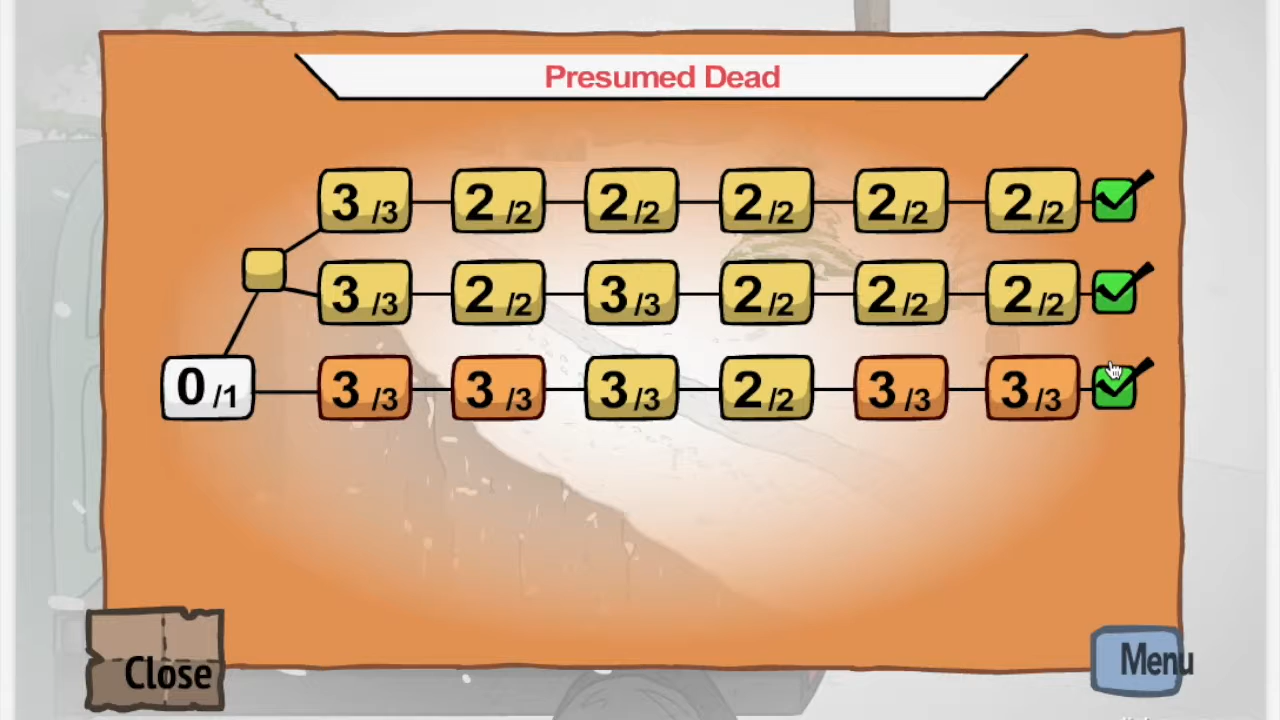 Presumed Dead
3/3 2/2 2/2 2/2 2/2 2/2
3/3 2/2 3/3 2/2 2/2 2/2
0/1 3/3 3/3 3/3 2/2 3/3 3/3
Close
Menu